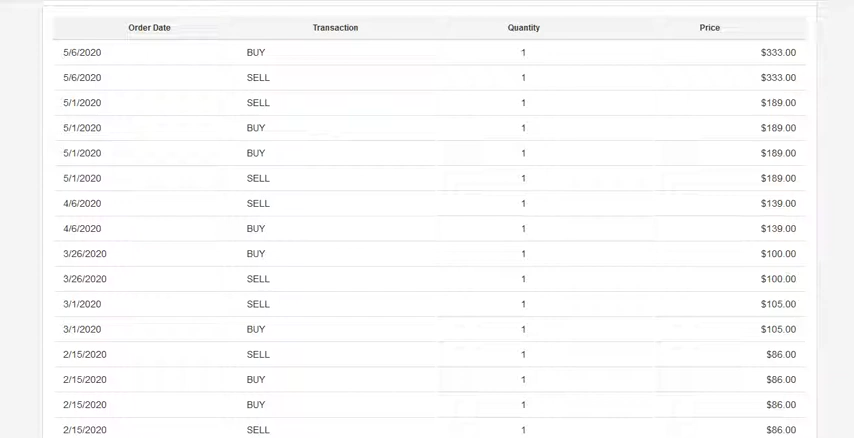 Order Date Transaction Quantity Price
5/6/2020 BUY 1 $333.00
5/6/2020 SELL 1 $333.00
5/1/2020 SELL 1 $189.00
5/1/2020 BUY 1 $189.00
5/1/2020 BUY 1 $189.00
5/1/2020 SELL 1 $189.00
4/6/2020 SELL 1 $139.00
4/6/2020 BUY 1 $139.00
3/26/2020 BUY 1 $100.00
3/26/2020 SELL 1 $100.00
3/1/2020 SELL 1 $105.00
3/1/2020 BUY 1 $105.00
2/15/2020 SELL 1 $86.00
2/15/2020 BUY 1 $86.00
2/15/2020 BUY 1 $86.00
2/15/2020 SELL 1 $86.00